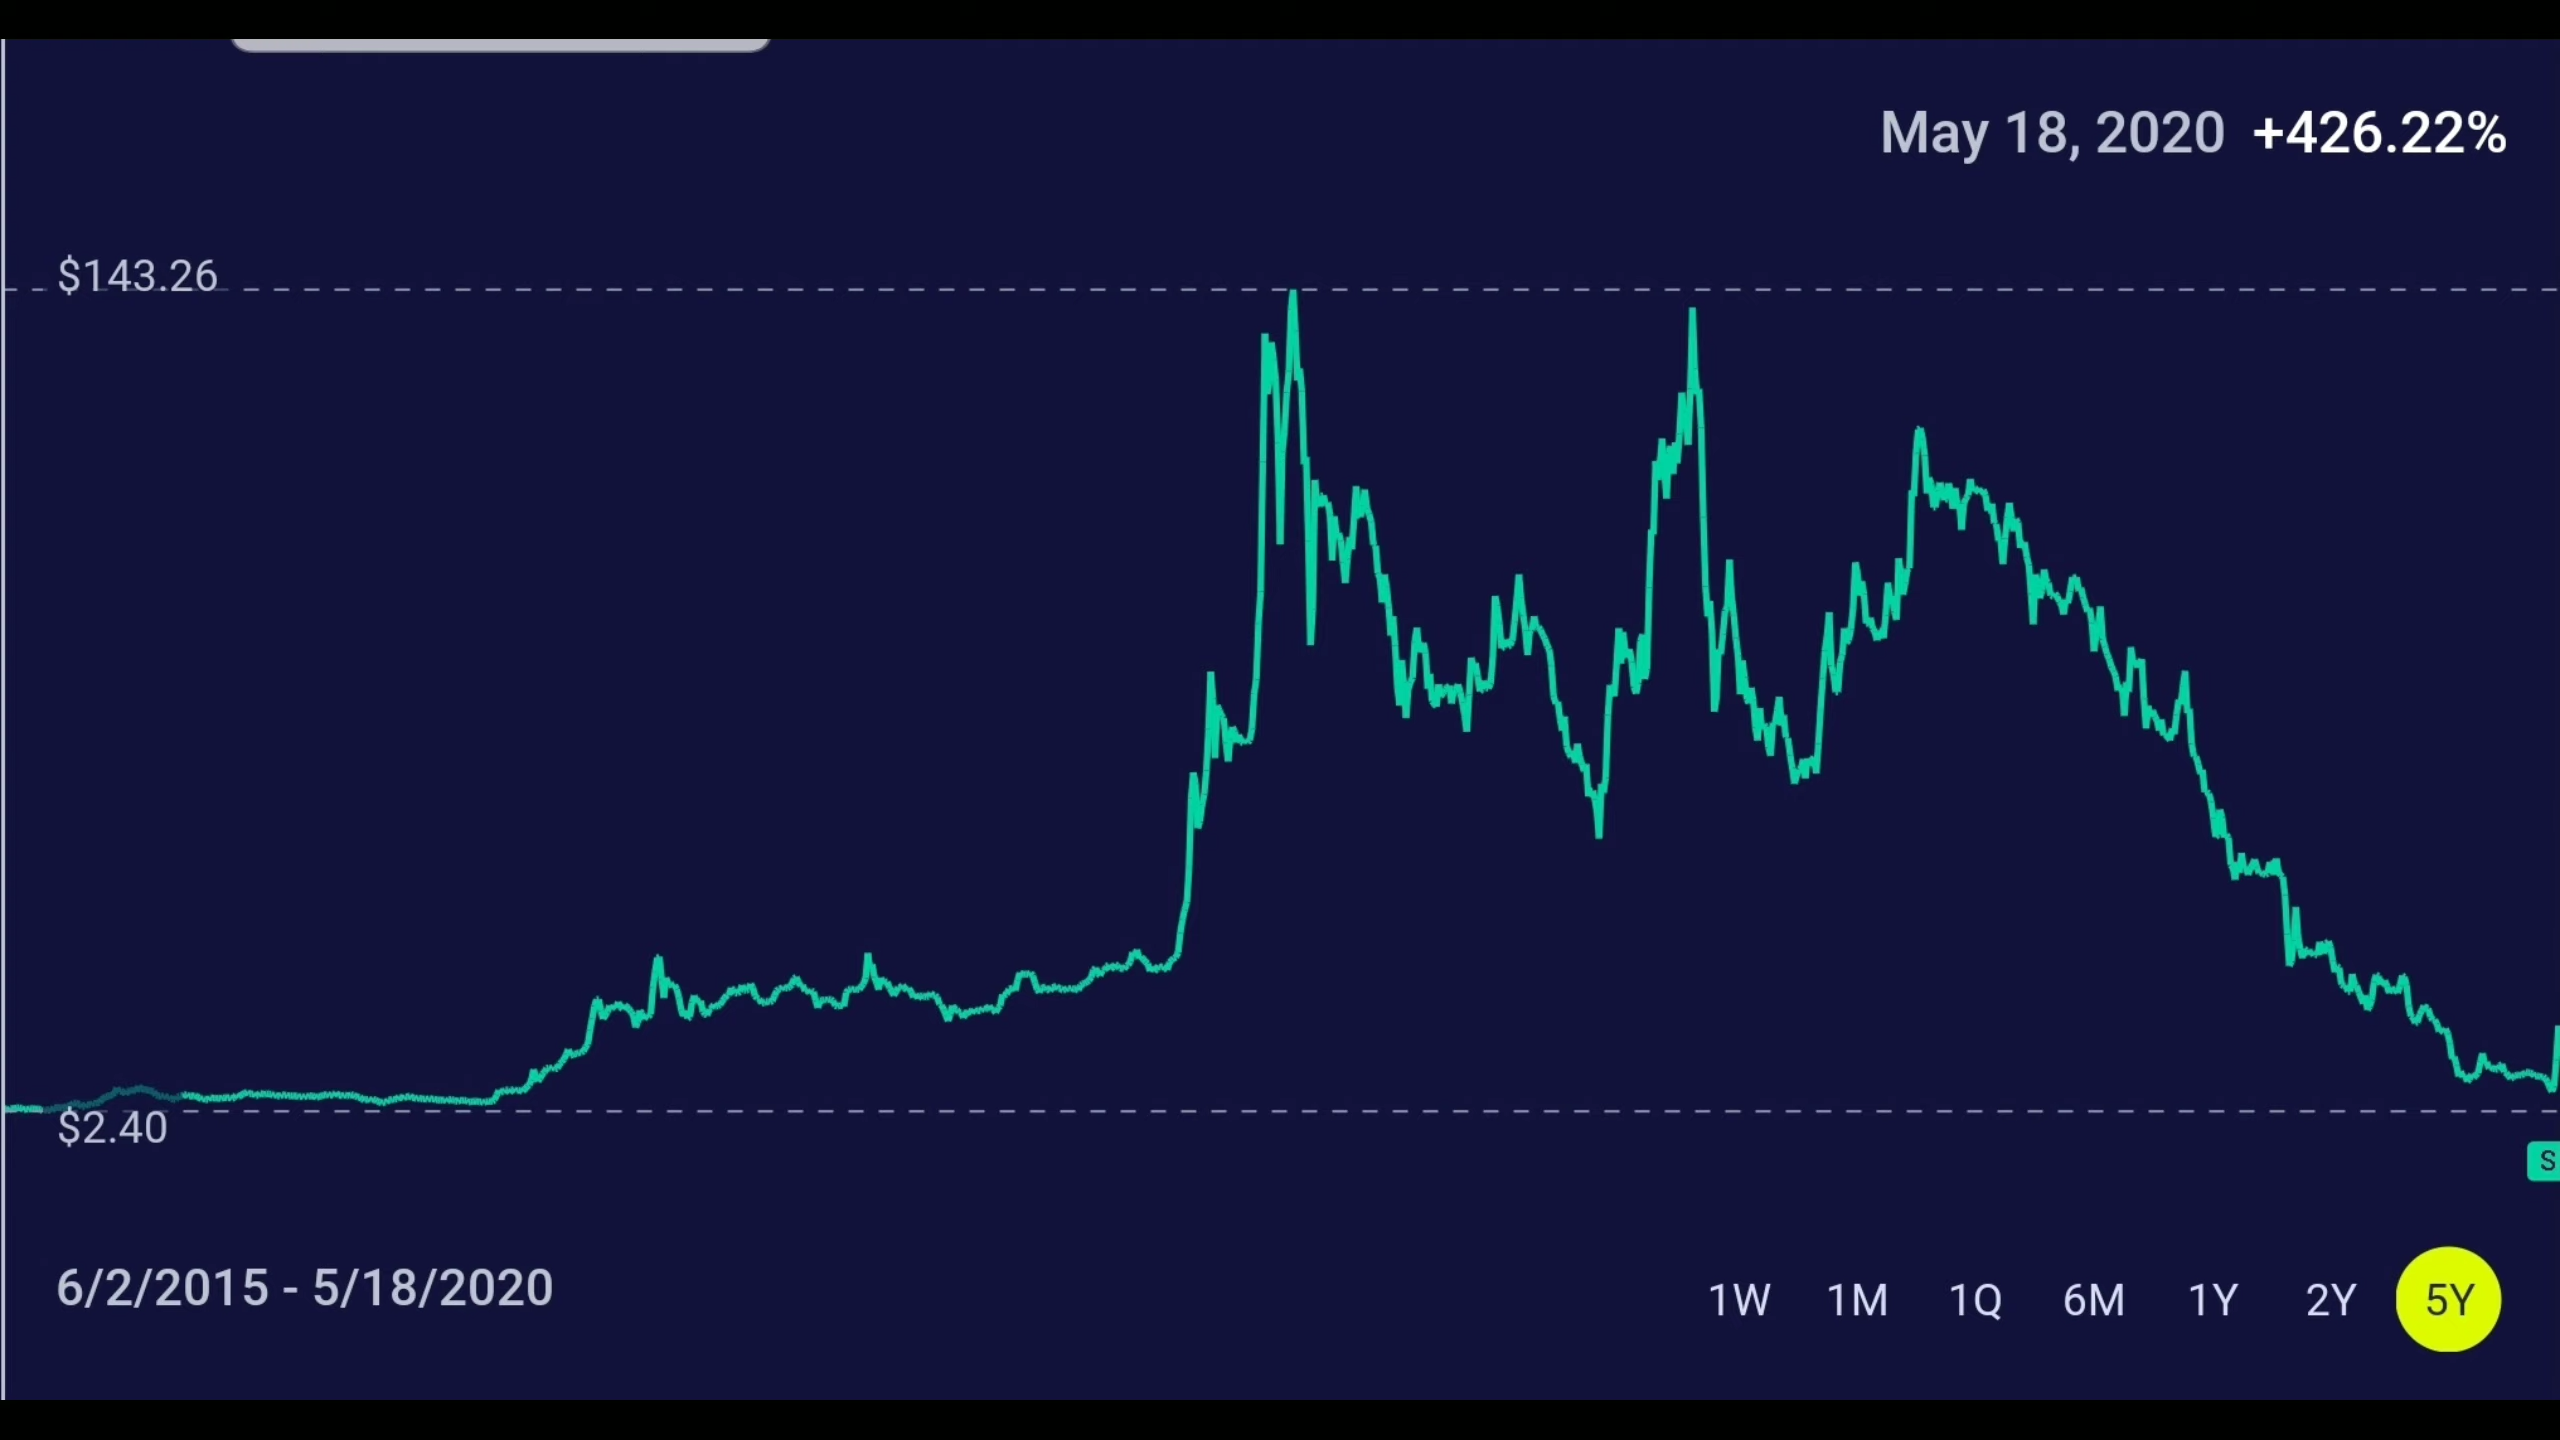 May 18, 2020 +426.22%
$143.26
$2.40
S
6/2/2015 - 5/18/2020
1W 1M 1Q 6M 1Y 2Y 5Y